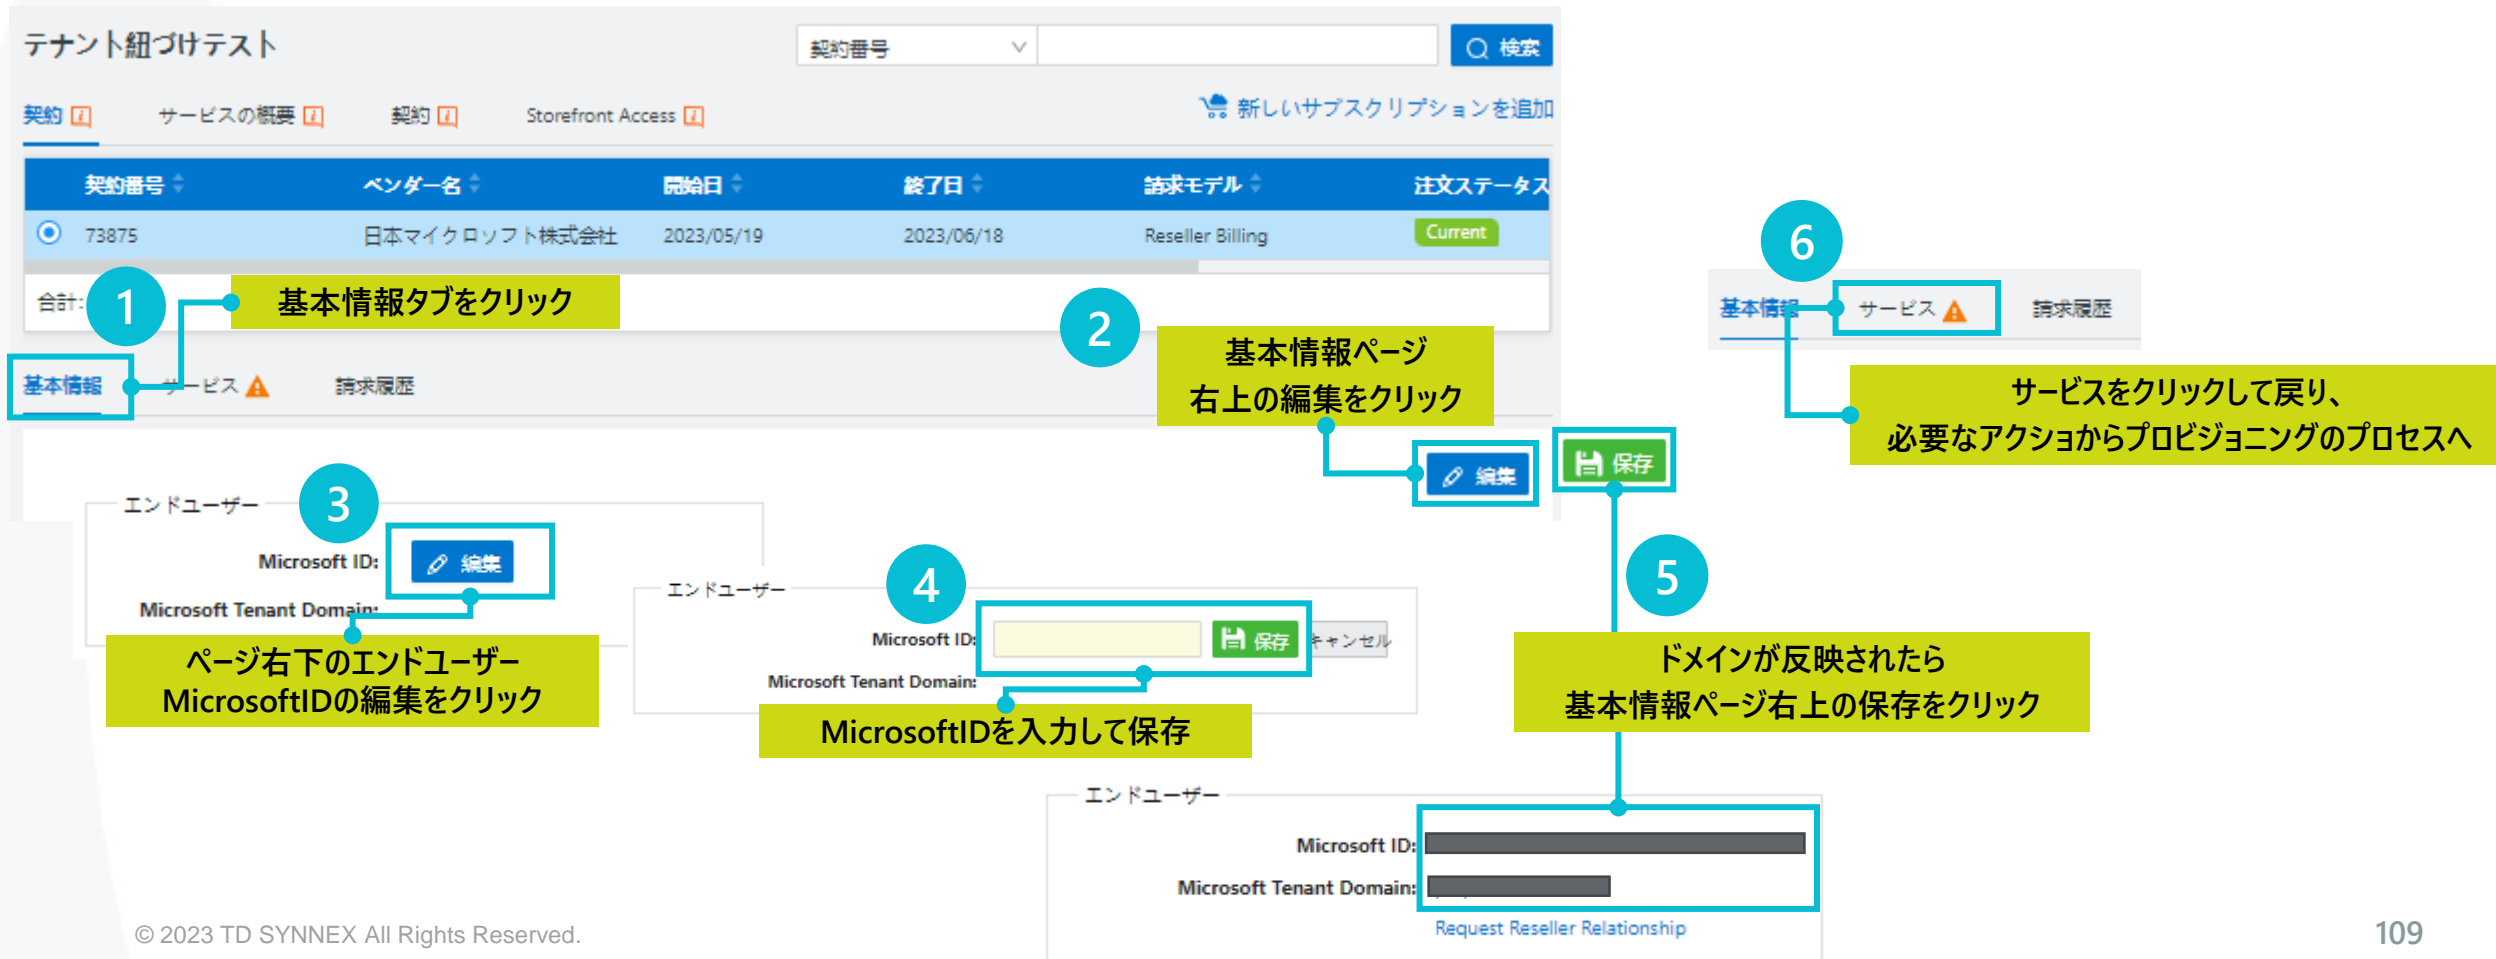 テナント紐づけテスト
契約番号
検索
契約
サービスの概要
契約
Storefront Access
新しいサブスクリプションを追加
契約番号 ベンダー名 開始日 終了日 請求モデル 注文ステータス
73875 日本マイクロソフト株式会社 2023/05/19 2023/06/18 Reseller Billing Current
合計:
1
基本情報タブをクリック
基本情報
サービス
請求履歴
2
基本情報ページ
右上の編集をクリック
編集
エンドユーザー
3
Microsoft ID:
編集
Microsoft Tenant Domain:
ページ右下のエンドユーザー
MicrosoftIDの編集をクリック
エンドユーザー
4
Microsoft ID:
保存
キャンセル
Microsoft Tenant Domain:
MicrosoftIDを入力して保存
保存
5
ドメインが反映されたら
基本情報ページ右上の保存をクリック
エンドユーザー
Microsoft ID:
Microsoft Tenant Domain:
Request Reseller Relationship
6
基本情報
サービス
請求履歴
サービスをクリックして戻り、
必要なアクショからプロビジョニングのプロセスへ
© 2023 TD SYNNEX All Rights Reserved.
109